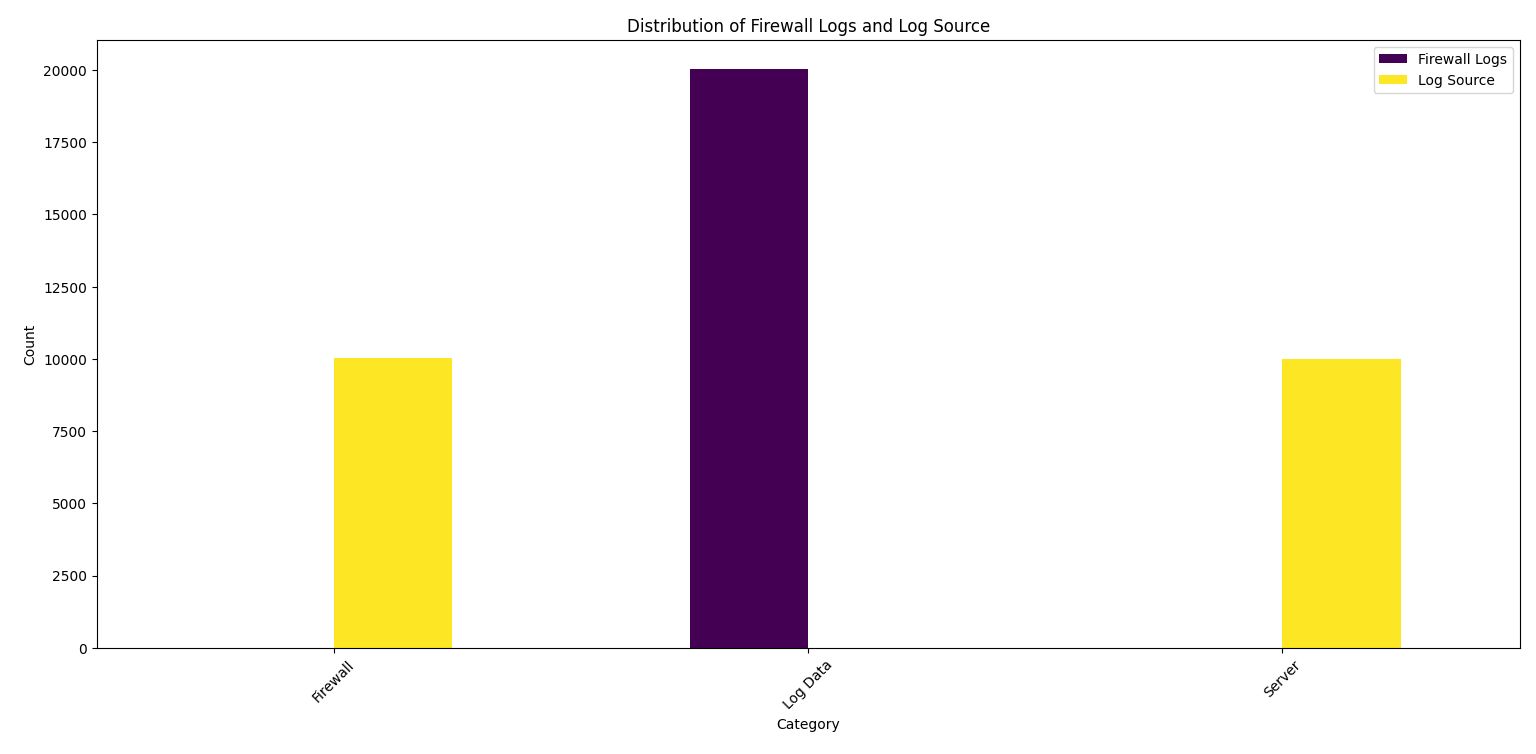 Distribution of Firewall Logs and Log Source
Firewall Logs
Log Source
20000
17500
15000
12500
10000
7500
5000
2500
0
Count
Firewall
Log Data
Server
Category